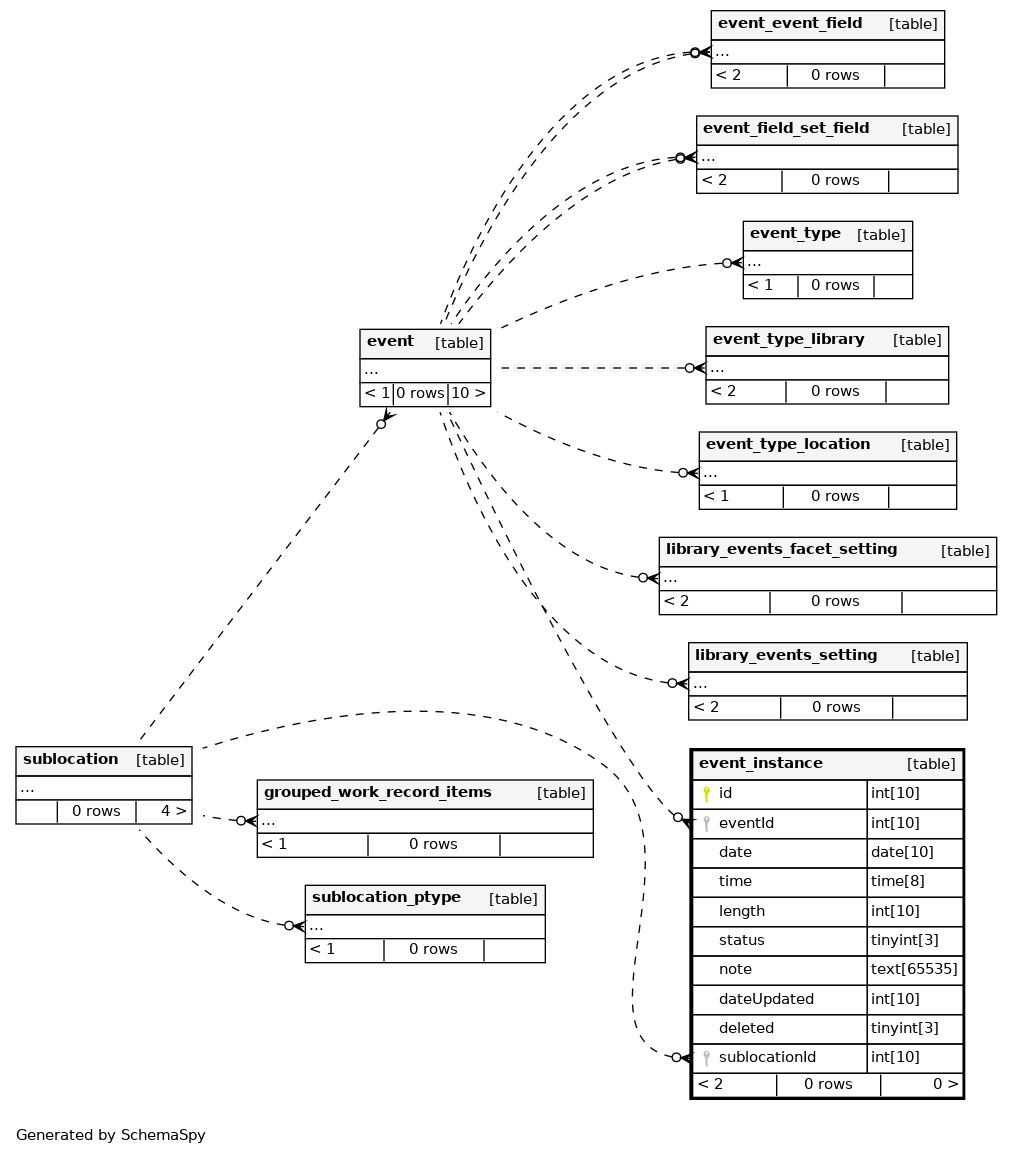 event_event_field [table]
...
< 2 0 rows
event_field_set_field [table]
...
< 2 0 rows
event_type [table]
...
< 1 0 rows
event [table]
...
< 1 0 rows 10 >
event_type_library [table]
...
< 2 0 rows
event_type_location [table]
...
< 1 0 rows
library_events_facet_setting [table]
...
< 2 0 rows
library_events_setting [table]
...
< 2 0 rows
sublocation [table]
...
0 rows 4 >
grouped_work_record_items [table]
...
< 1 0 rows
sublocation_ptype [table]
...
< 1 0 rows
event_instance [table]
id int[10]
eventId int[10]
date date[10]
time time[8]
length int[10]
status tinyint[3]
note text[65535]
dateUpdated int[10]
deleted tinyint[3]
sublocationId int[10]
< 2 0 rows 0 >
Generated by SchemaSpy